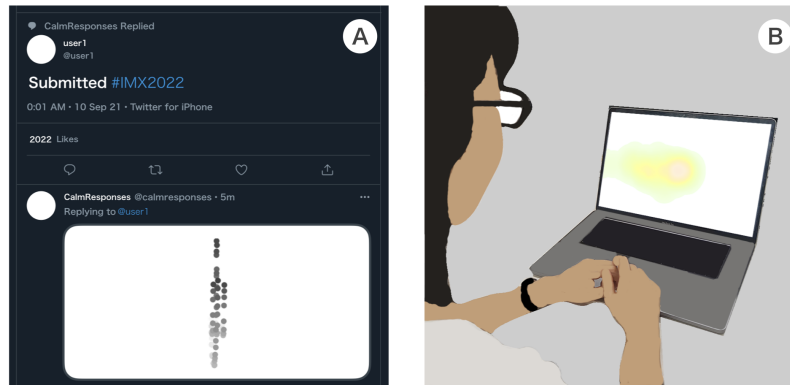 CalmResponses Replied
A
user1
@user1
Submitted #IMX2022
0:01 AM · 10 Sep 21 · Twitter for iPhone
2022 Likes
CalmResponses @calmresponses · 5m
Replying to @user1
B